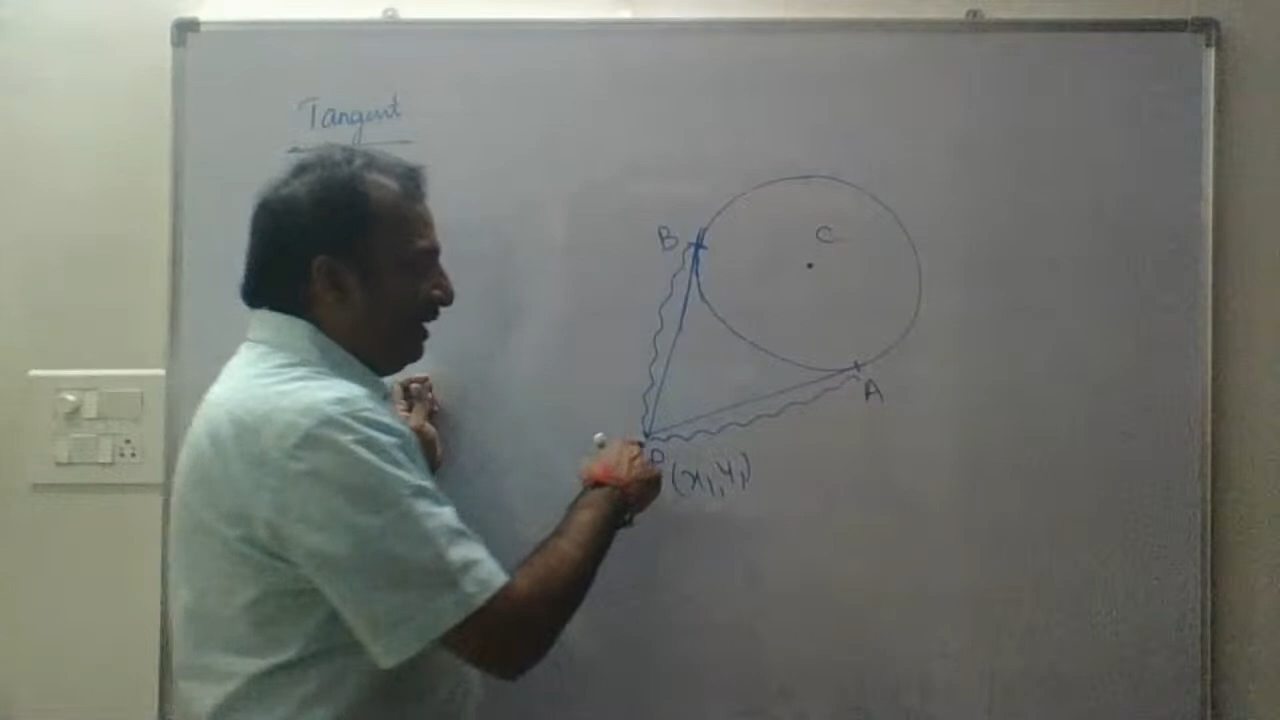 Tangent
B
C
A
P
(x₁, y₁)